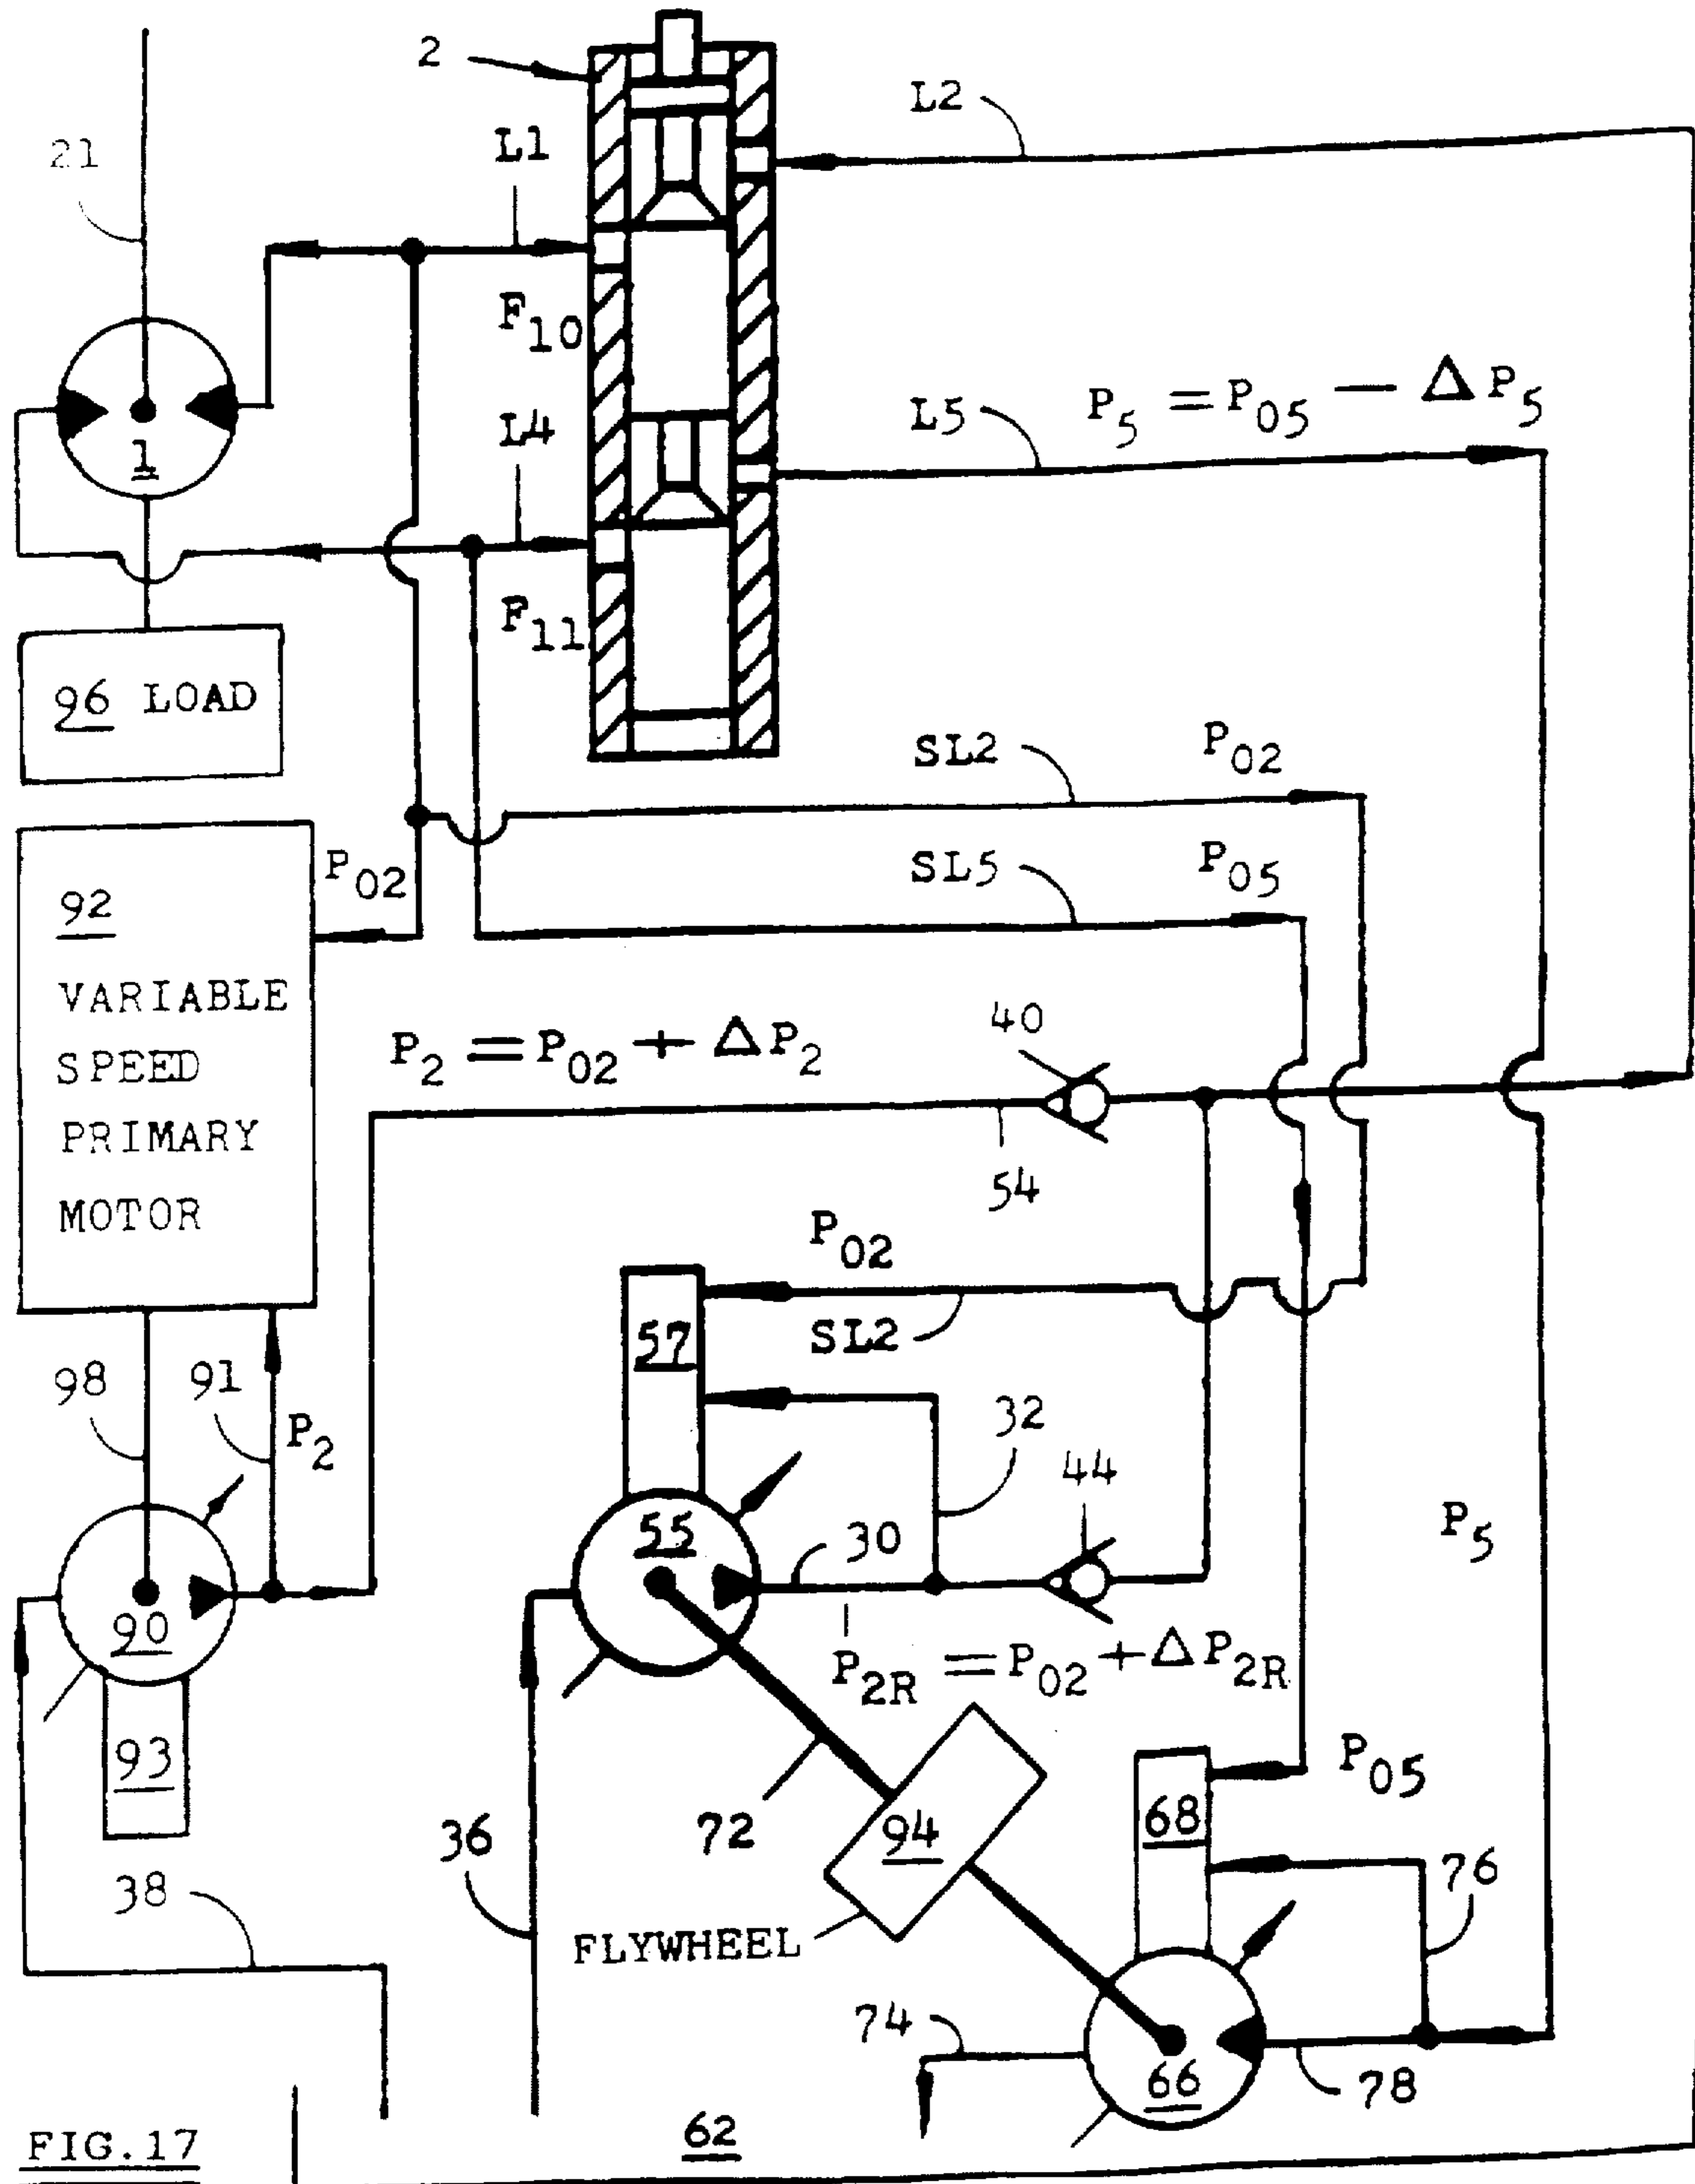 2
L2
21
L1
F10
L5
P5 = P05 − ΔP5
1
L4
F11
96 LOAD
SL2
P02
P02
SL5
P05
92
VARIABLE
SPEED
PRIMARY
MOTOR
P2 = P02 + ΔP2
40
54
P02
57
SL2
98
91
P2
32
44
P5
55
30
90
P2R = P02 + ΔP2R
93
72
94
P05
68
36
76
38
FLYWHEEL
74
66
78
62
FIG.17